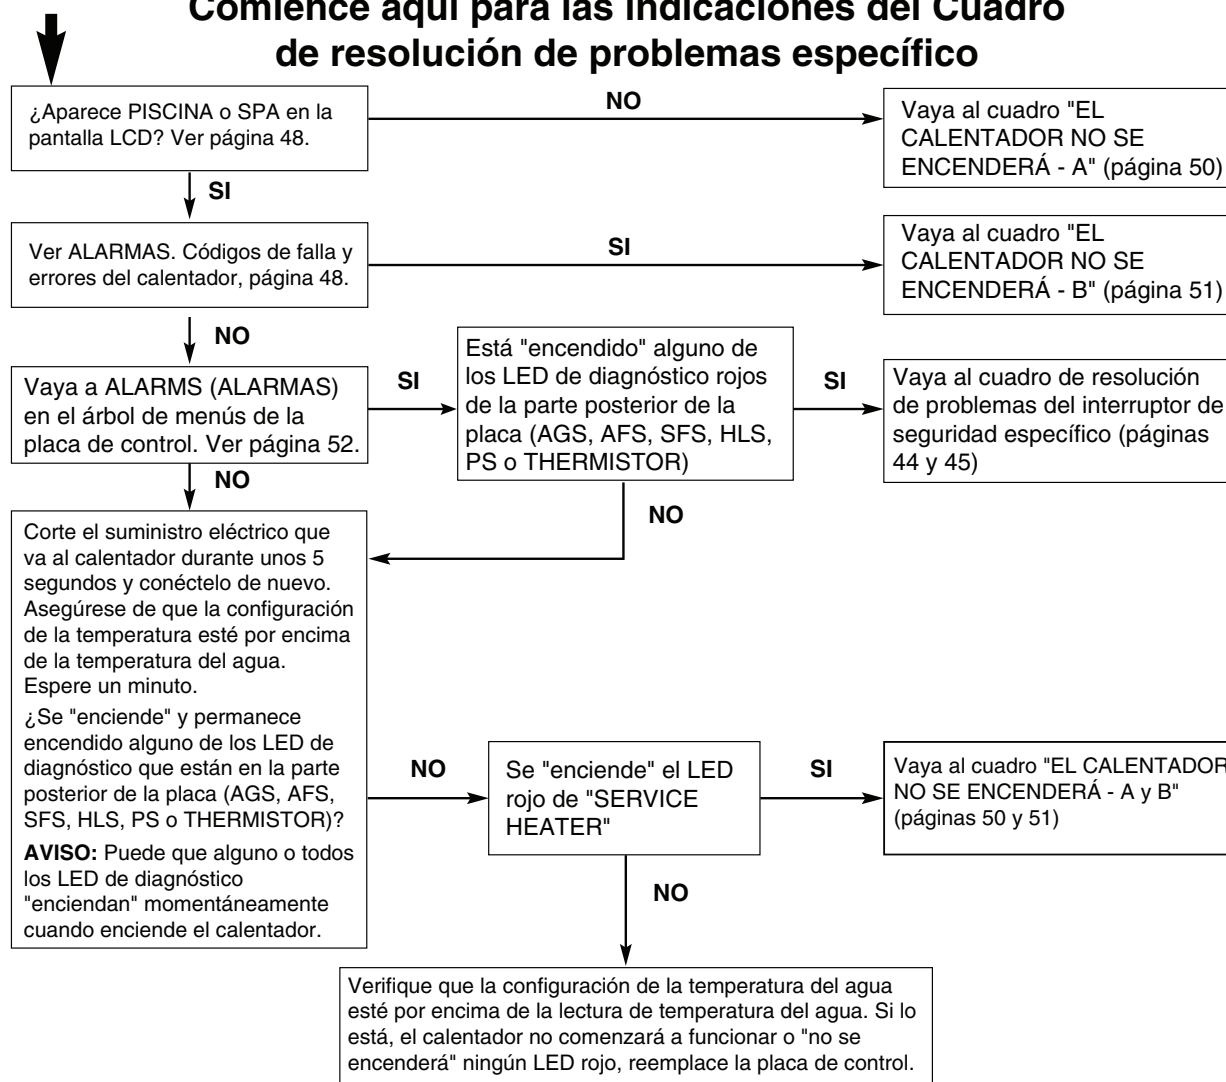 Comience aquí para las indicaciones del Cuadro
de resolución de problemas específico
¿Aparece PISCINA o SPA en la
pantalla LCD? Ver página 48.
NO
Vaya al cuadro "EL
CALENTADOR NO SE
ENCENDERÁ - A" (página 50)
SI
Ver ALARMAS. Códigos de falla y
errores del calentador, página 48.
SI
Vaya al cuadro "EL
CALENTADOR NO SE
ENCENDERÁ - B" (página 51)
NO
Vaya a ALARMS (ALARMAS)
en el árbol de menús de la
placa de control. Ver página 52.
SI
Está "encendido" alguno de
los LED de diagnóstico rojos
de la parte posterior de la
placa (AGS, AFS, SFS, HLS,
PS o THERMISTOR)
SI
Vaya al cuadro de resolución
de problemas del interruptor de
seguridad específico (páginas
44 y 45)
NO
NO
Corte el suministro eléctrico que
va al calentador durante unos 5
segundos y conéctelo de nuevo.
Asegúrese de que la configuración
de la temperatura esté por encima
de la temperatura del agua.
Espere un minuto.
¿Se "enciende" y permanece
encendido alguno de los LED de
diagnóstico que están en la parte
posterior de la placa (AGS, AFS,
SFS, HLS, PS o THERMISTOR)?
AVISO: Puede que alguno o todos
los LED de diagnóstico
"enciendan" momentáneamente
cuando enciende el calentador.
NO
Se "enciende" el LED
rojo de "SERVICE
HEATER"
SI
Vaya al cuadro "EL CALENTADOR
NO SE ENCENDERÁ - A y B"
(páginas 50 y 51)
NO
Verifique que la configuración de la temperatura del agua
esté por encima de la lectura de temperatura del agua. Si lo
está, el calentador no comenzará a funcionar o "no se
encenderá" ningún LED rojo, reemplace la placa de control.